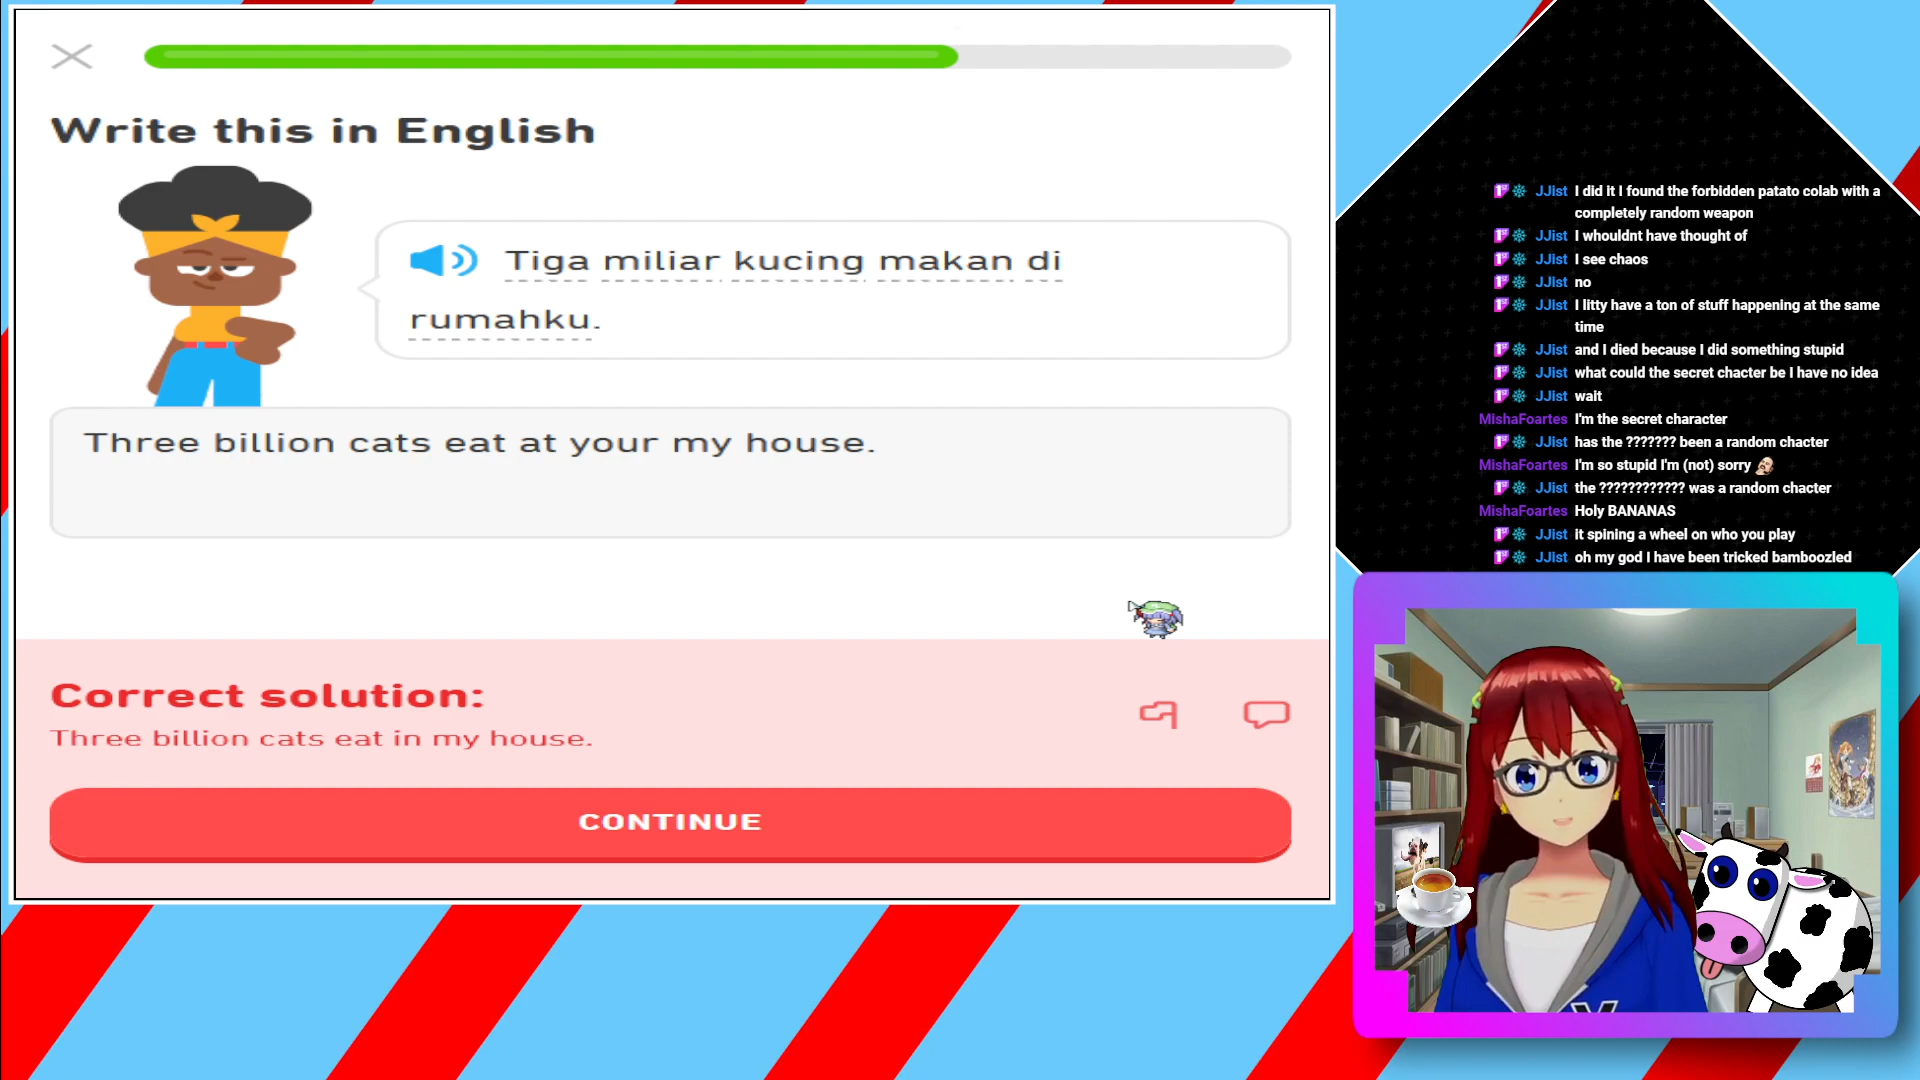 Write this in English
Tiga miliar kucing makan di
rumahku.
Three billion cats eat at your my house.
Correct solution:
Three billion cats eat in my house.
CONTINUE
JJist I did it I found the forbidden patato colab with a
completely random weapon
JJist I whouldnt have thought of
JJist I see chaos
JJist no
JJist I litty have a ton of stuff happening at the same
time
JJist and I died because I did something stupid
JJist what could the secret chacter be I have no idea
JJist wait
MishaFoartes I'm the secret character
JJist has the ??????? been a random chacter
MishaFoartes I'm so stupid I'm (not) sorry
JJist the ???????????? was a random chacter
MishaFoartes Holy BANANAS
JJist it spining a wheel on who you play
JJist oh my god I have been tricked bamboozled